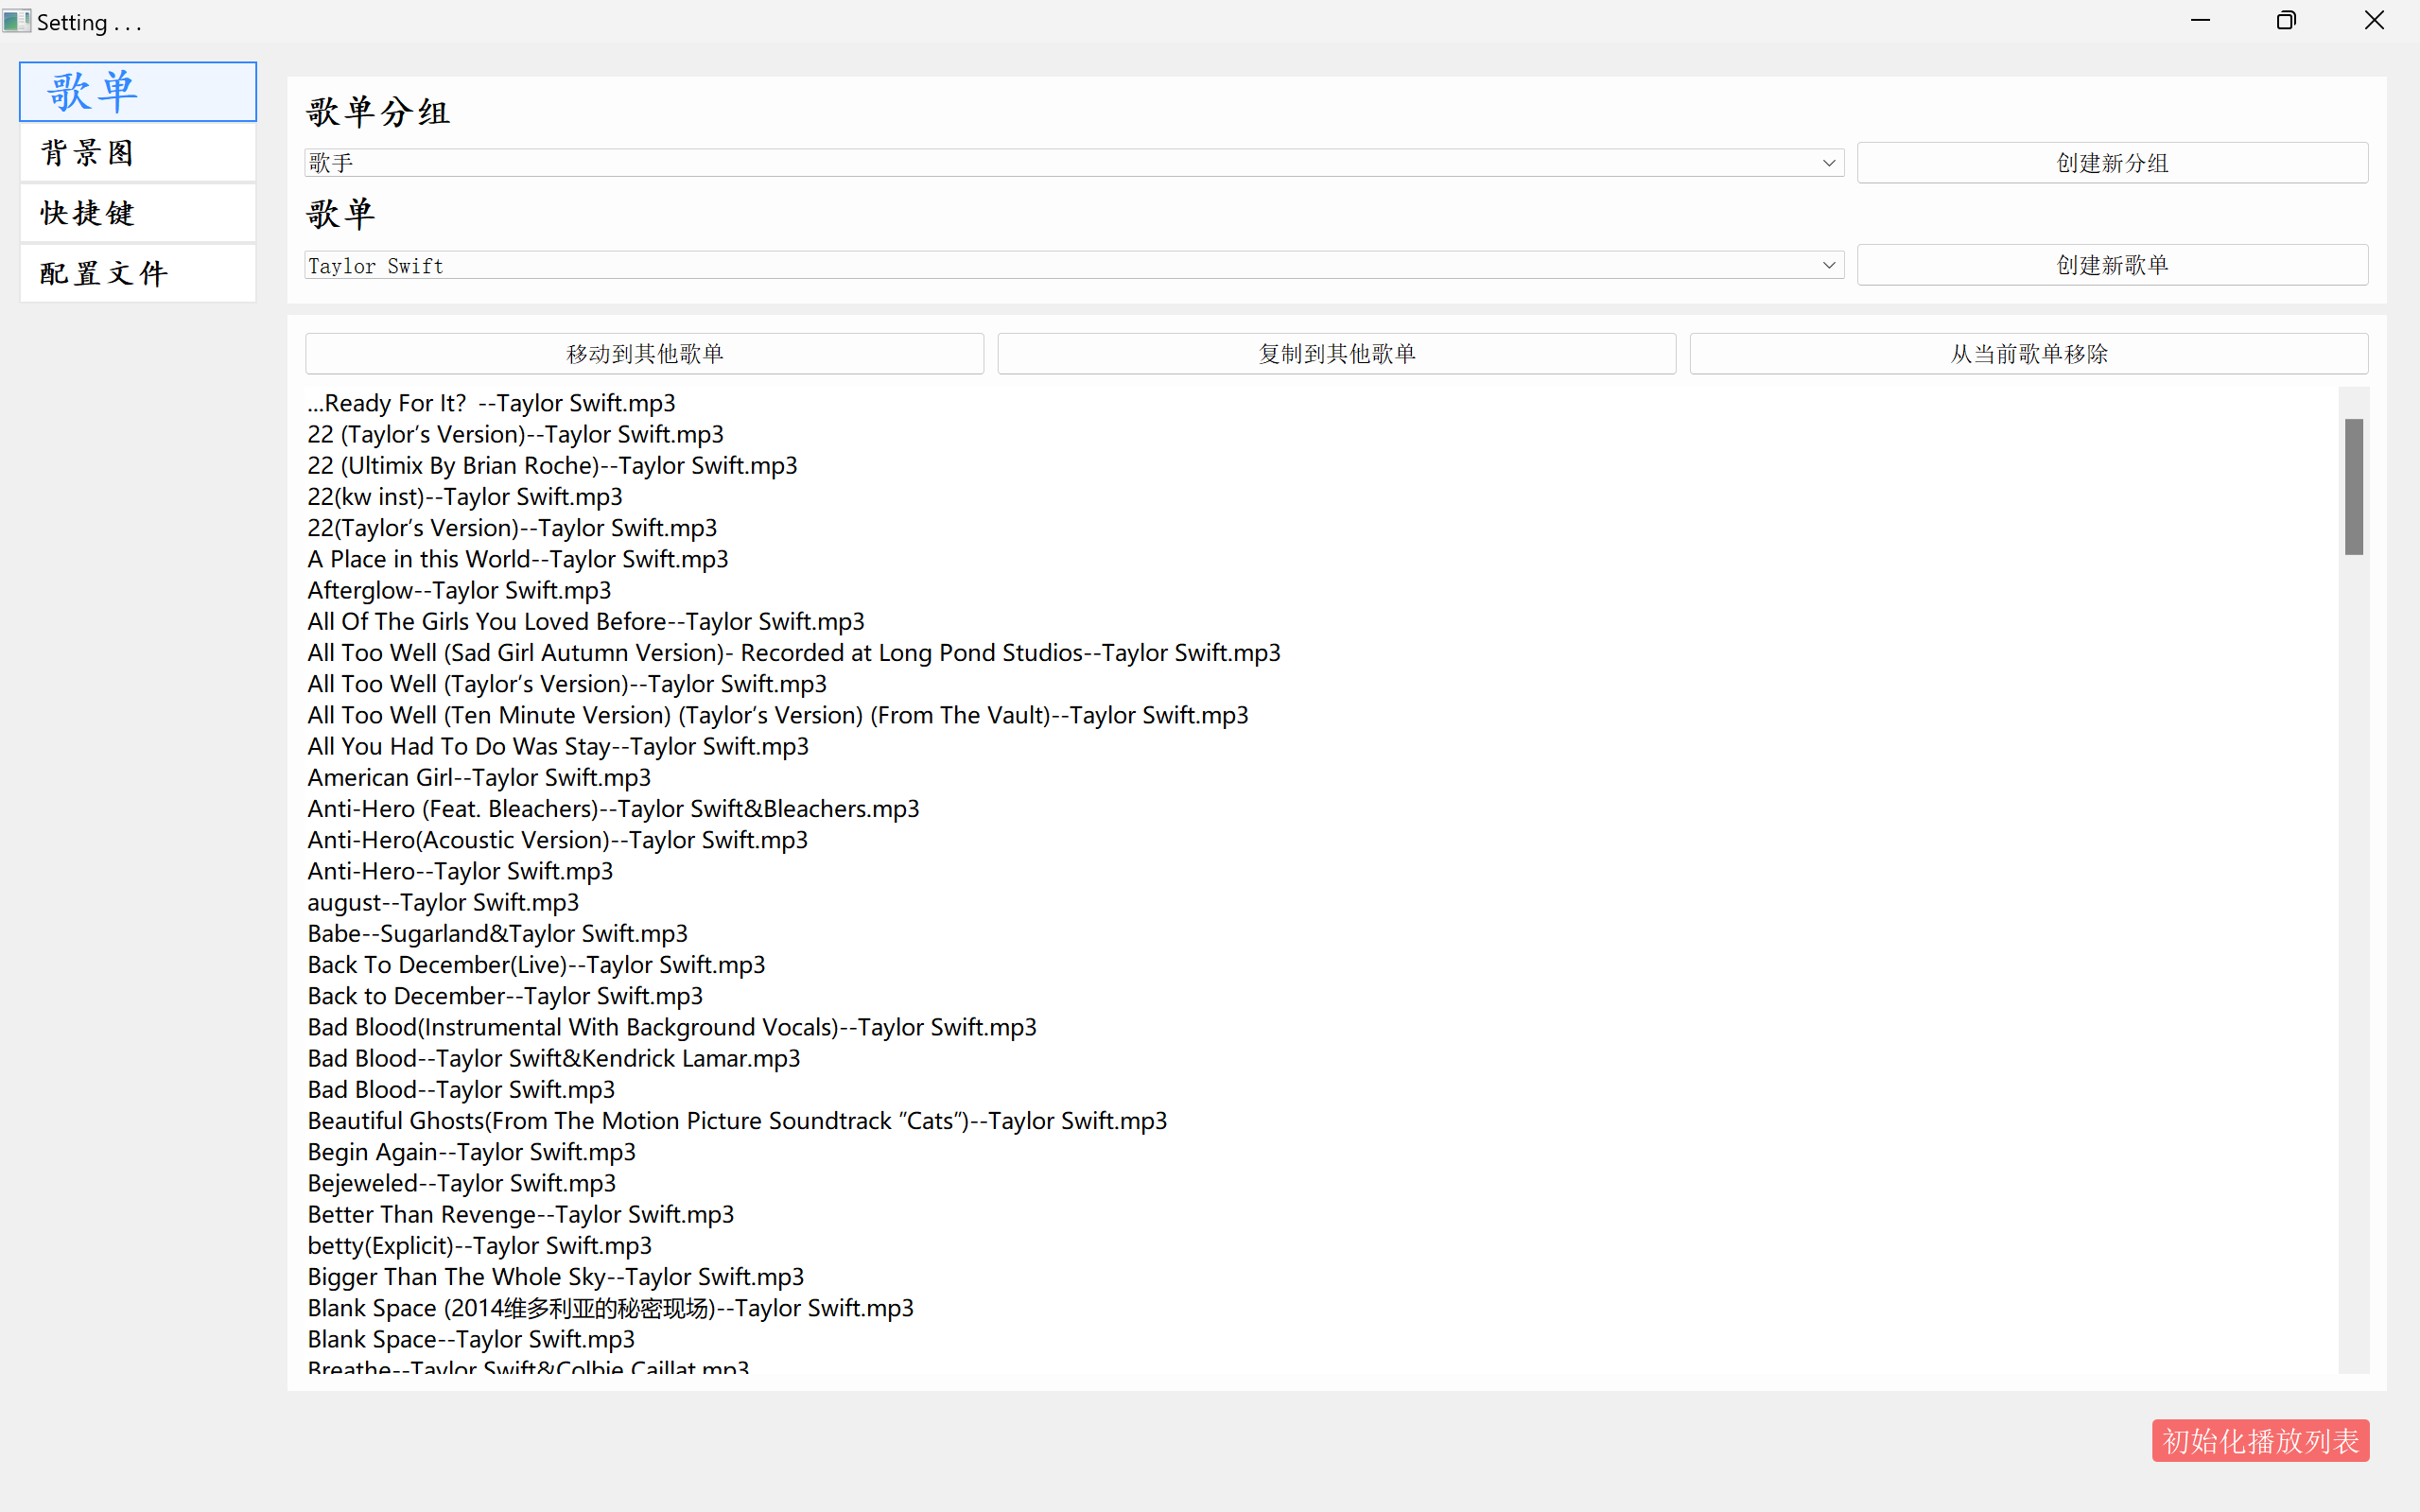 Setting . . .
歌单
背景图
快捷键
配置文件
歌单分组
歌手
创建新分组
歌单
Taylor Swift
创建新歌单
移动到其他歌单
复制到其他歌单
从当前歌单移除
...Ready For It?  --Taylor Swift.mp3
22 (Taylor's Version)--Taylor Swift.mp3
22 (Ultimix By Brian Roche)--Taylor Swift.mp3
22(kw inst)--Taylor Swift.mp3
22(Taylor's Version)--Taylor Swift.mp3
A Place in this World--Taylor Swift.mp3
Afterglow--Taylor Swift.mp3
All Of The Girls You Loved Before--Taylor Swift.mp3
All Too Well (Sad Girl Autumn Version)- Recorded at Long Pond Studios--Taylor Swift.mp3
All Too Well (Taylor's Version)--Taylor Swift.mp3
All Too Well (Ten Minute Version) (Taylor's Version) (From The Vault)--Taylor Swift.mp3
All You Had To Do Was Stay--Taylor Swift.mp3
American Girl--Taylor Swift.mp3
Anti-Hero (Feat. Bleachers)--Taylor Swift&Bleachers.mp3
Anti-Hero(Acoustic Version)--Taylor Swift.mp3
Anti-Hero--Taylor Swift.mp3
august--Taylor Swift.mp3
Babe--Sugarland&Taylor Swift.mp3
Back To December(Live)--Taylor Swift.mp3
Back to December--Taylor Swift.mp3
Bad Blood(Instrumental With Background Vocals)--Taylor Swift.mp3
Bad Blood--Taylor Swift&Kendrick Lamar.mp3
Bad Blood--Taylor Swift.mp3
Beautiful Ghosts(From The Motion Picture Soundtrack "Cats")--Taylor Swift.mp3
Begin Again--Taylor Swift.mp3
Bejeweled--Taylor Swift.mp3
Better Than Revenge--Taylor Swift.mp3
betty(Explicit)--Taylor Swift.mp3
Bigger Than The Whole Sky--Taylor Swift.mp3
Blank Space (2014维多利亚的秘密现场)--Taylor Swift.mp3
Blank Space--Taylor Swift.mp3
Breathe--Taylor Swift&Colbie Caillat.mp3
初始化播放列表